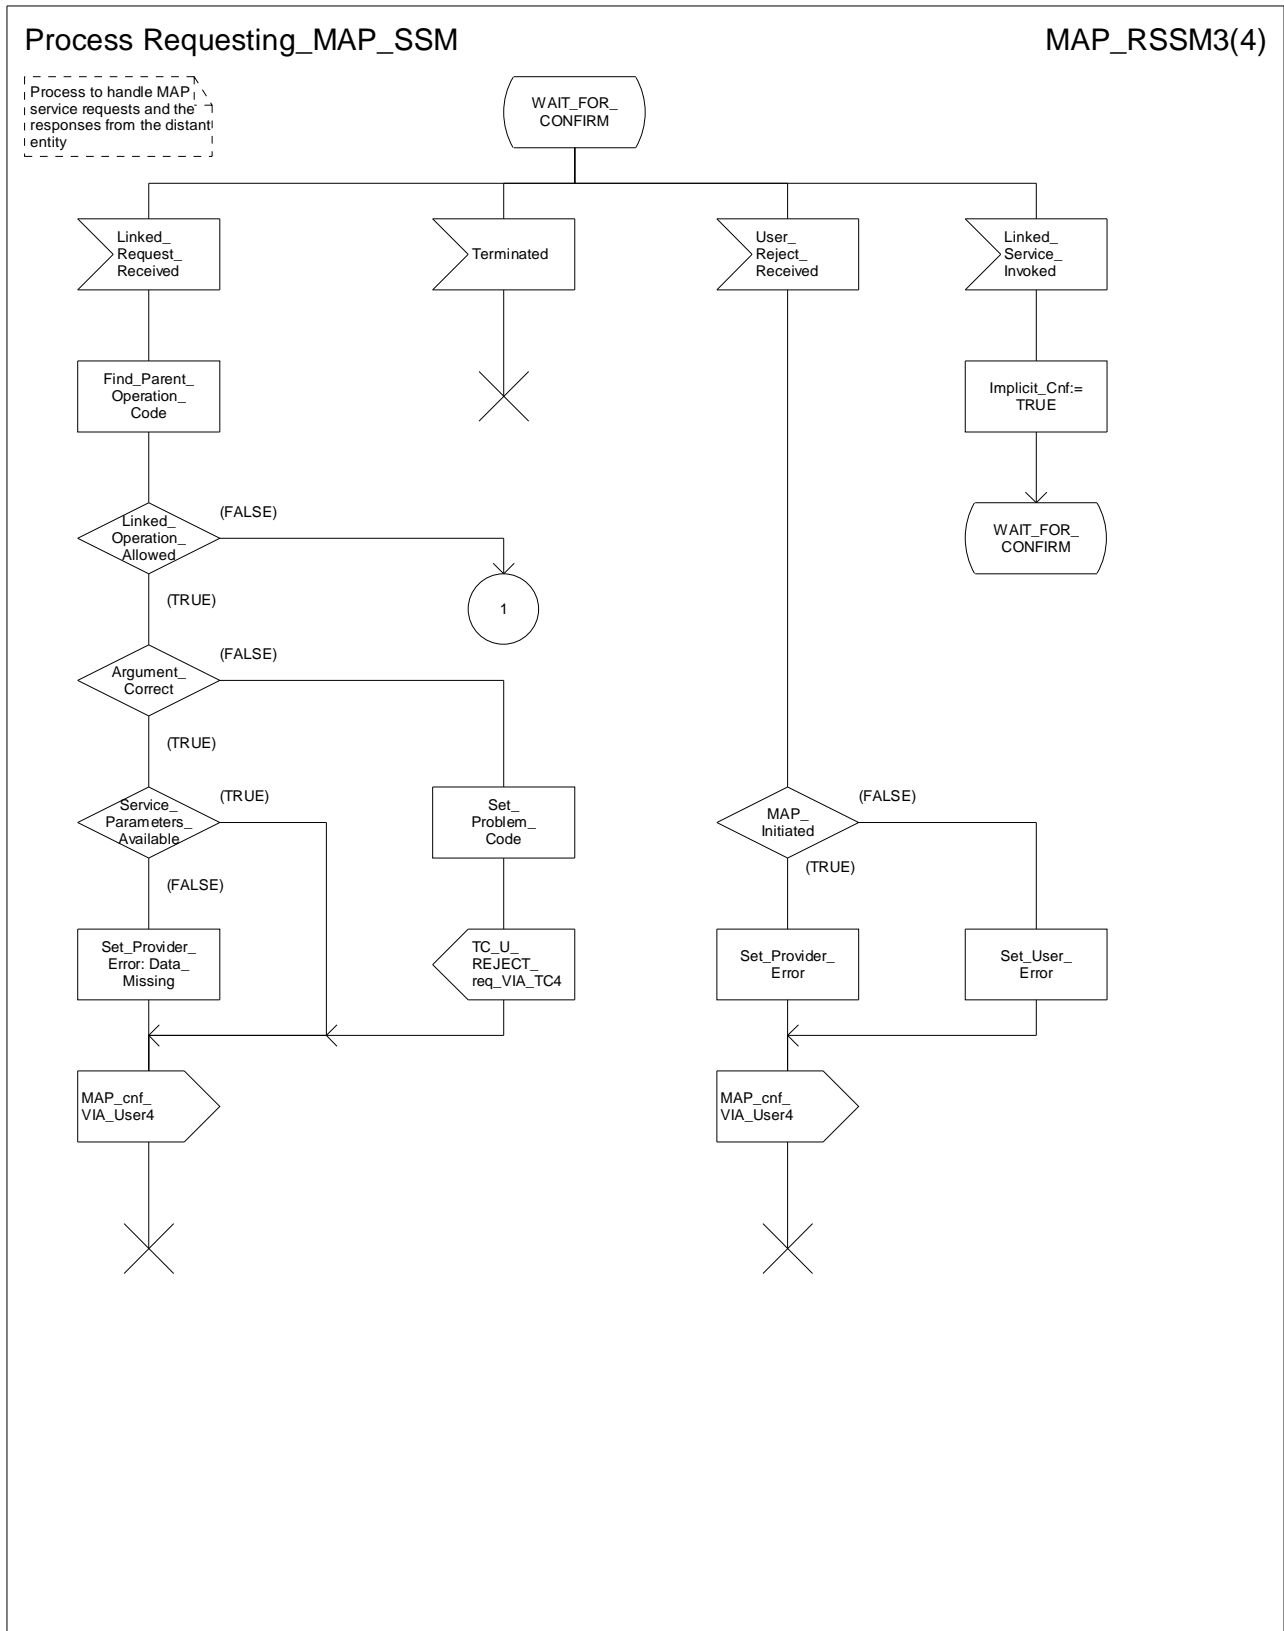 Process Requesting_MAP_SSM
MAP_RSSM3(4)
Process to handle MAP
service requests and the
responses from the distant
entity
WAIT_FOR_
CONFIRM
Linked_
Request_
Received
Terminated
User_
Reject_
Received
Linked_
Service_
Invoked
Find_Parent_
Operation_
Code
Implicit_Cnf:=
TRUE
Linked_
Operation_
Allowed
(FALSE)
WAIT_FOR_
CONFIRM
(TRUE)
1
Argument_
Correct
(FALSE)
(TRUE)
Service_
Parameters_
Available
(TRUE)
Set_
Problem_
Code
MAP_
Initiated
(FALSE)
(FALSE)
(TRUE)
Set_Provider_
Error: Data_
Missing
TC_U_
REJECT_
req_VIA_TC4
Set_Provider_
Error
Set_User_
Error
MAP_cnf_
VIA_User4
MAP_cnf_
VIA_User4